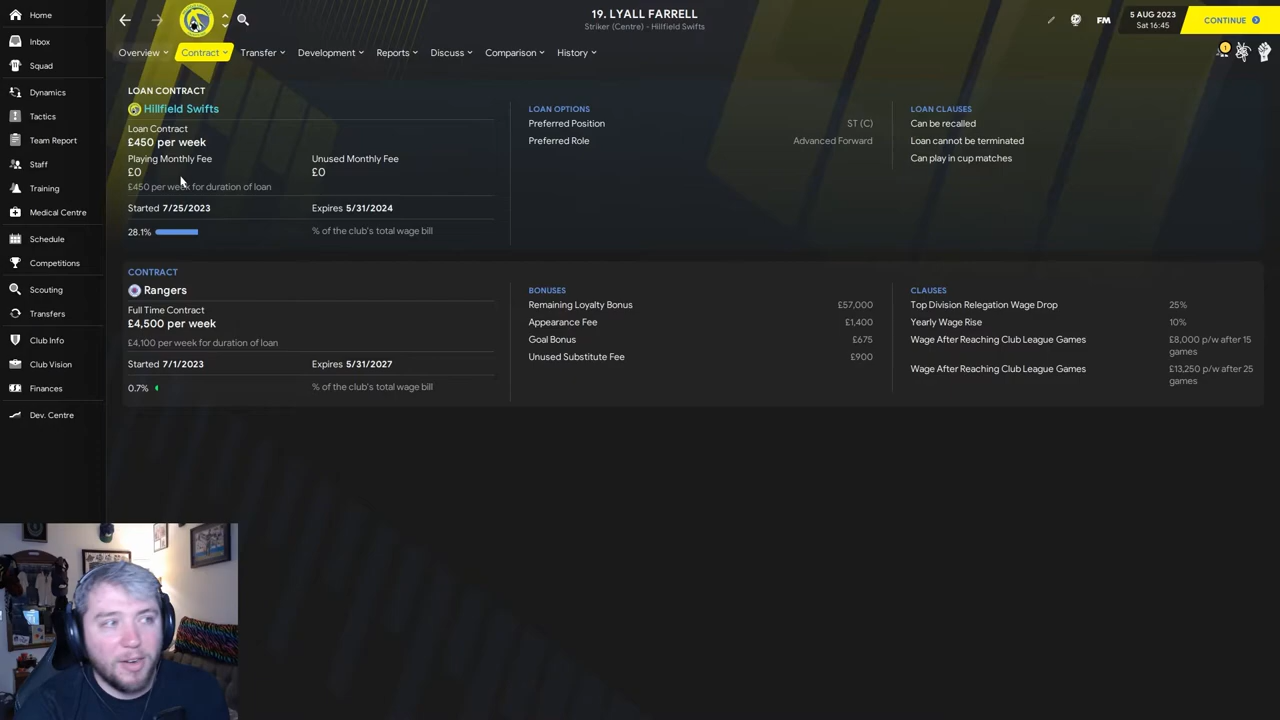 19. LYALL FARRELL
Striker (Centre) - Hillfield Swifts
FM
5 AUG 2023
Sat 16:45
CONTINUE
Home
Inbox
Squad
Dynamics
Tactics
Team Report
Staff
Training
Medical Centre
Schedule
Competitions
Scouting
Transfers
Club Info
Club Vision
Finances
Dev. Centre
Overview
Contract
Transfer
Development
Reports
Discuss
Comparison
History
1
LOAN CONTRACT
Hillfield Swifts
Loan Contract
£450 per week
Playing Monthly Fee Unused Monthly Fee
£0 £0
£450 per week for duration of loan
Started 7/25/2023 Expires 5/31/2024
28.1% % of the club's total wage bill
LOAN OPTIONS
Preferred Position ST (C)
Preferred Role Advanced Forward
LOAN CLAUSES
Can be recalled
Loan cannot be terminated
Can play in cup matches
CONTRACT
Rangers
Full Time Contract
£4,500 per week
£4,100 per week for duration of loan
Started 7/1/2023 Expires 5/31/2027
0.7% % of the club's total wage bill
BONUSES
Remaining Loyalty Bonus £57,000
Appearance Fee £1,400
Goal Bonus £675
Unused Substitute Fee £900
CLAUSES
Top Division Relegation Wage Drop 25%
Yearly Wage Rise 10%
Wage After Reaching Club League Games £8,000 p/w after 15
games
Wage After Reaching Club League Games £13,250 p/w after 25
games